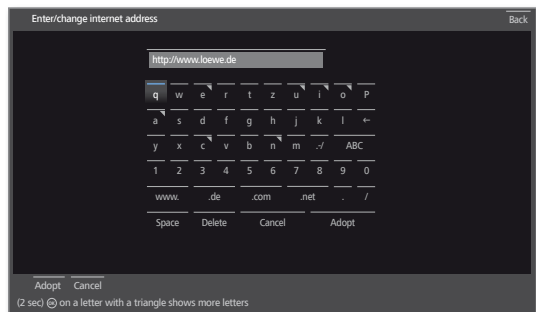 Enter/change internet address Back
http://www.loewe.de
q w e r t z u i o P
a s d f g h j k l ←
y x c v b n m .-/ ABC
1 2 3 4 5 6 7 8 9 0
www. .de .com .net . /
Space Delete Cancel Adopt
Adopt Cancel
(2 sec) OK on a letter with a triangle shows more letters